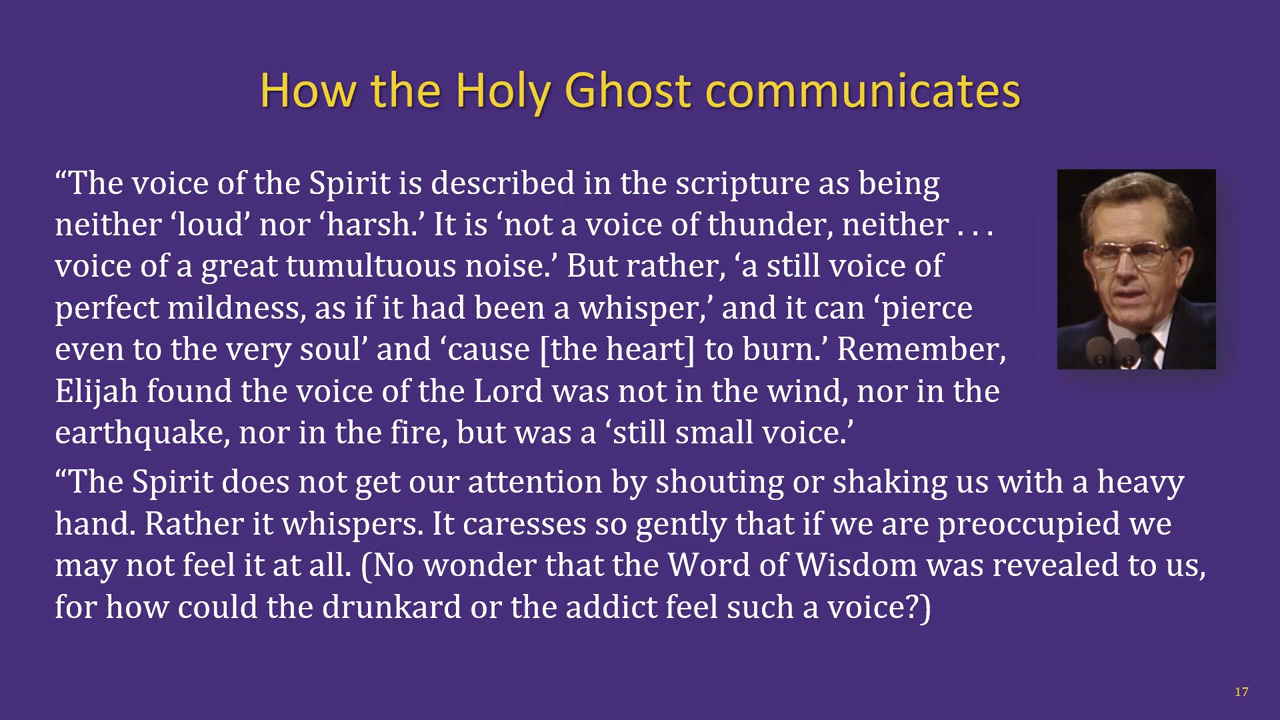 How the Holy Ghost communicates
“The voice of the Spirit is described in the scripture as being
neither ‘loud’ nor ‘harsh.’ It is ‘not a voice of thunder, neither . . .
voice of a great tumultuous noise.’ But rather, ‘a still voice of
perfect mildness, as if it had been a whisper,’ and it can ‘pierce
even to the very soul’ and ‘cause [the heart] to burn.’ Remember,
Elijah found the voice of the Lord was not in the wind, nor in the
earthquake, nor in the fire, but was a ‘still small voice.’
“The Spirit does not get our attention by shouting or shaking us with a heavy
hand. Rather it whispers. It caresses so gently that if we are preoccupied we
may not feel it at all. (No wonder that the Word of Wisdom was revealed to us,
for how could the drunkard or the addict feel such a voice?)
17